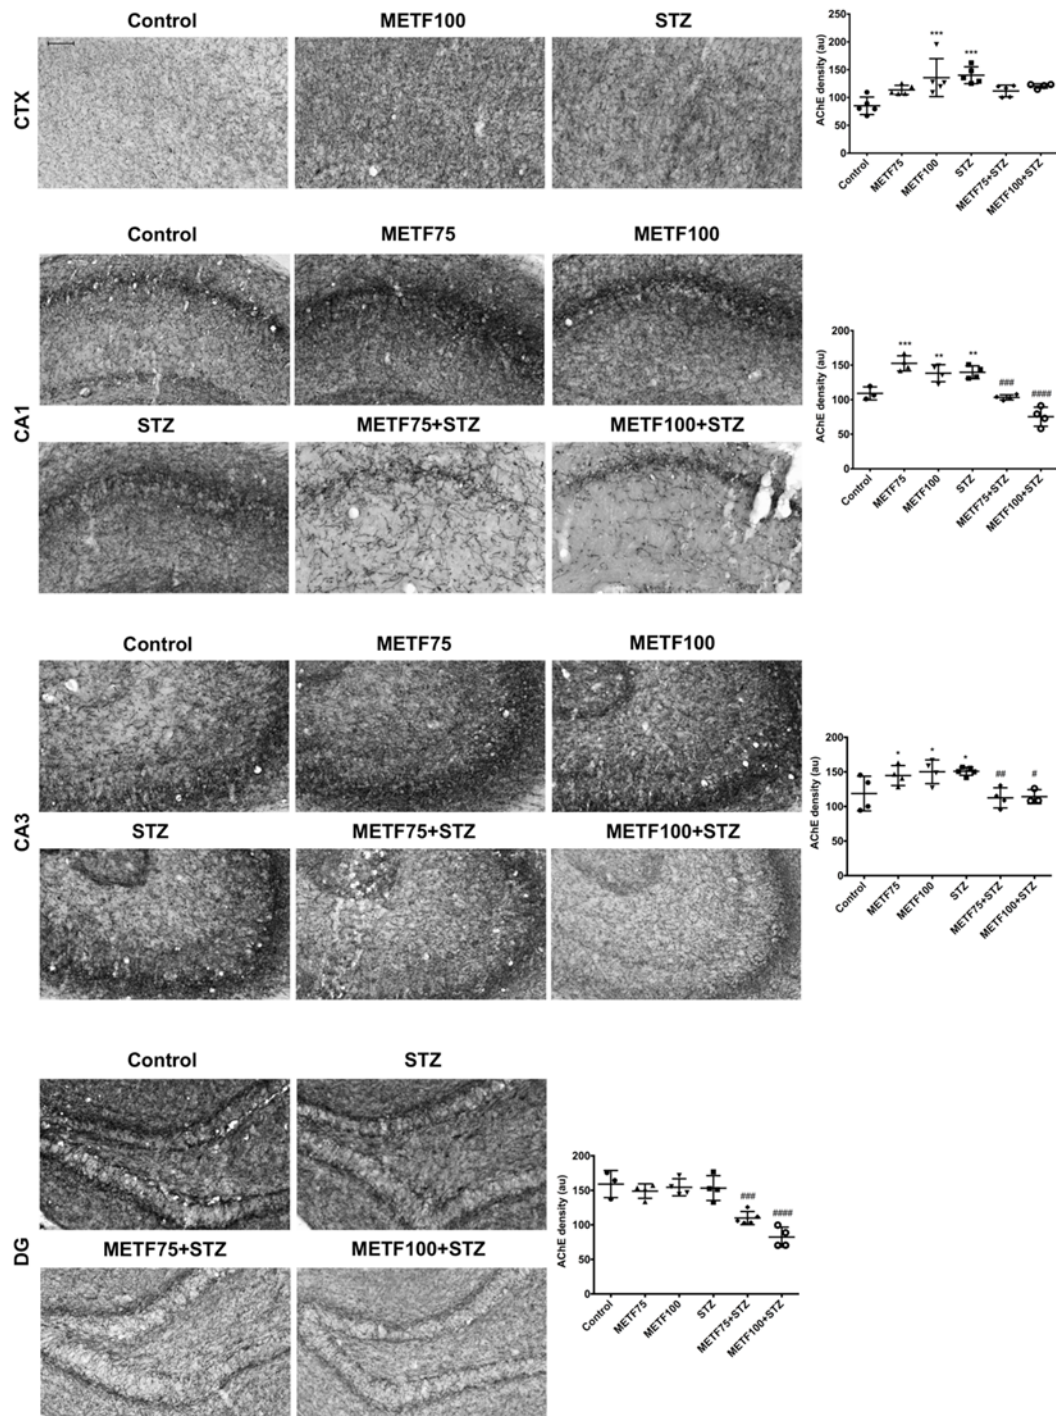 Control METF100 STZ
CTX
AChE density (au)
250
200
150
100
50
0
*** ***
Control METF75 METF100 STZ METF75+STZ METF100+STZ
Control METF75 METF100
CA1
STZ METF75+STZ METF100+STZ
AChE density (au)
200
150
100
50
0
*** ** ** ### ####
Control METF75 METF100 STZ METF75+STZ METF100+STZ
Control METF75 METF100
CA3
STZ METF75+STZ METF100+STZ
AChE density (au)
200
150
100
50
0
* * * ## #
Control METF75 METF100 STZ METF75+STZ METF100+STZ
Control STZ
DG
METF75+STZ METF100+STZ
AChE density (au)
200
150
100
50
0
### ####
Control METF75 METF100 STZ METF75+STZ METF100+STZ